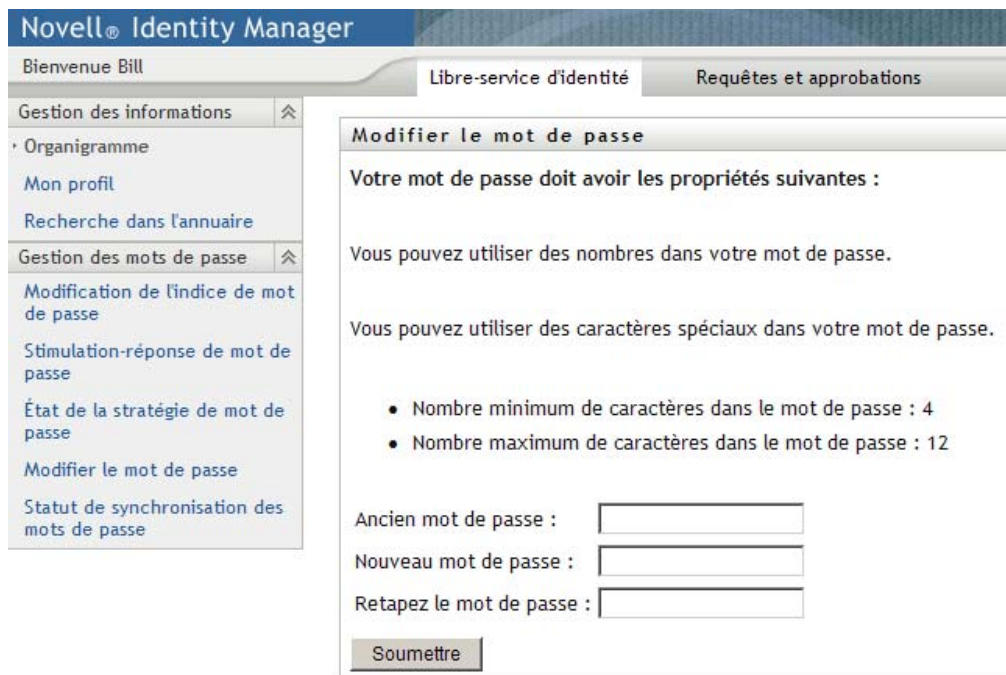 Novell® Identity Manager
Bienvenue Bill
Libre-service d'identité
Requêtes et approbations
Gestion des informations
Organigramme
Mon profil
Recherche dans l'annuaire
Gestion des mots de passe
Modification de l'indice de mot
de passe
Stimulation-réponse de mot de
passe
État de la stratégie de mot de
passe
Modifier le mot de passe
Statut de synchronisation des
mots de passe
Modifier le mot de passe
Votre mot de passe doit avoir les propriétés suivantes :
Vous pouvez utiliser des nombres dans votre mot de passe.
Vous pouvez utiliser des caractères spéciaux dans votre mot de passe.
• Nombre minimum de caractères dans le mot de passe : 4
• Nombre maximum de caractères dans le mot de passe : 12
Ancien mot de passe :
Nouveau mot de passe :
Retapez le mot de passe :
Soumettre